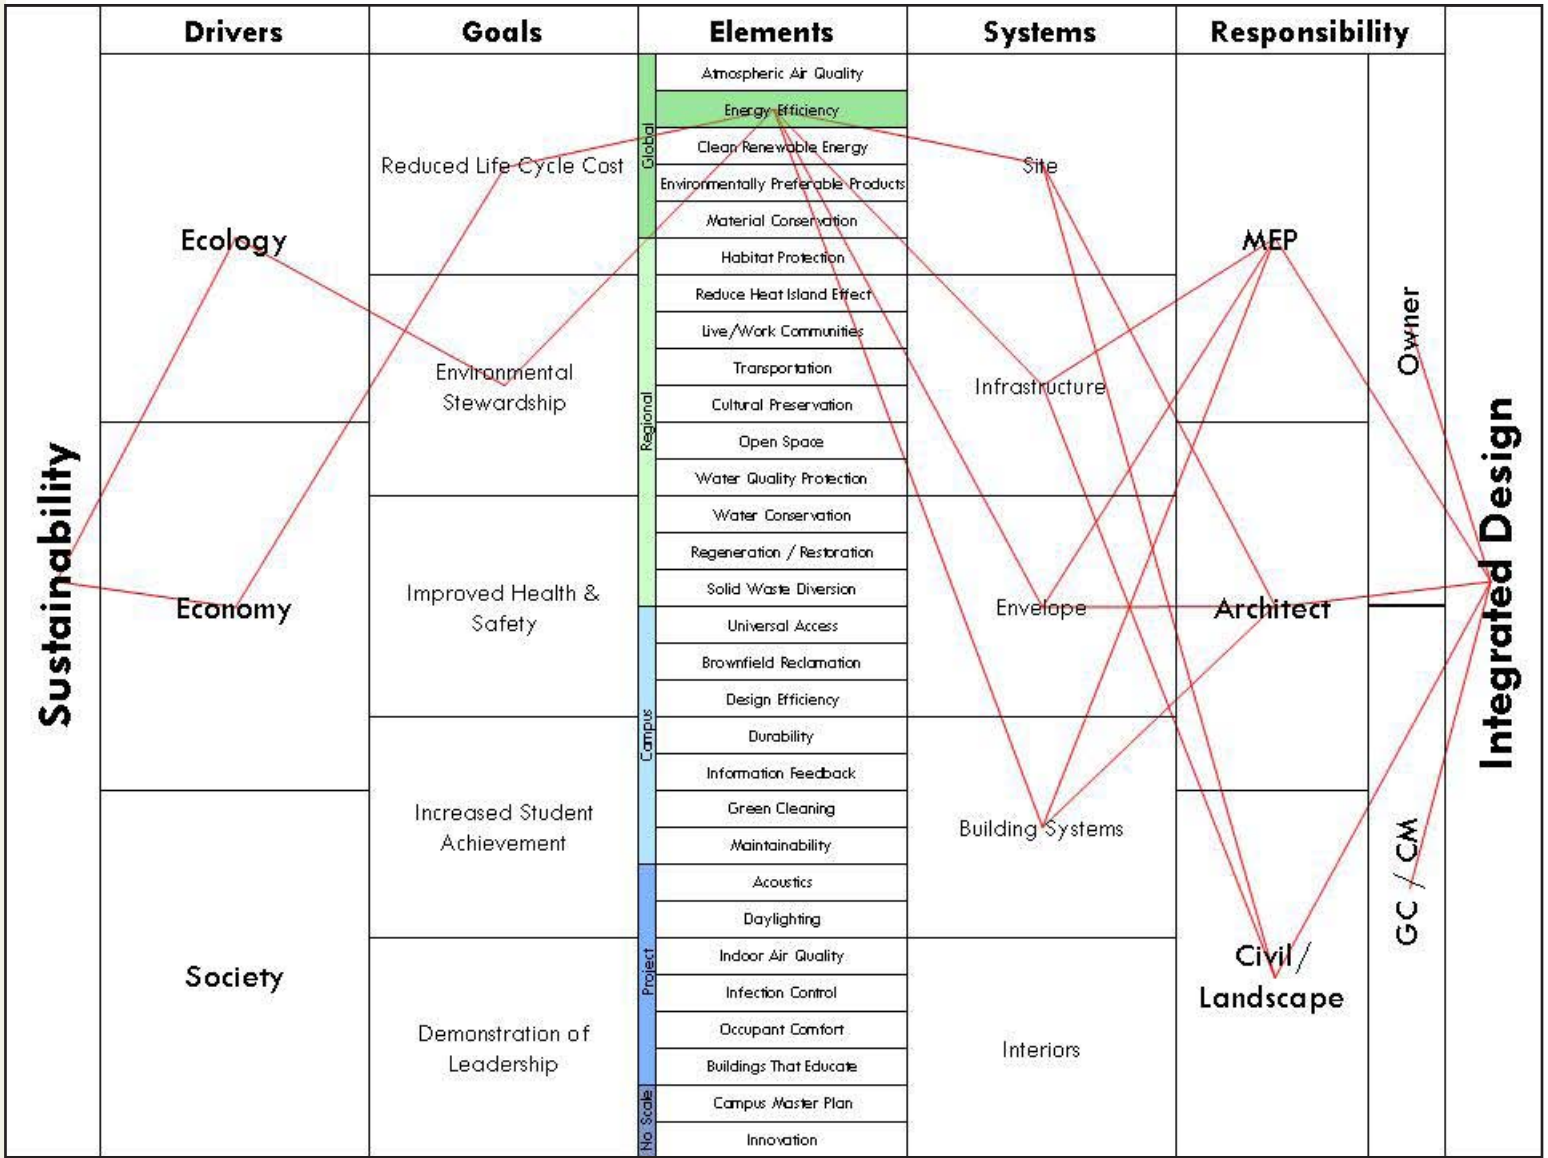 Drivers
Goals
Elements
Systems
Responsibility
Sustainability
Ecology
Economy
Society
Reduced Life Cycle Cost
Environmental
Stewardship
Improved Health &
Safety
Increased Student
Achievement
Demonstration of
Leadership
Global
Regional
Campus
Project
No Scale
Atmospheric Air Quality
Energy Efficiency
Clean Renewable Energy
Environmentally Preferable Products
Material Conservation
Habitat Protection
Reduce Heat Island Effect
Live/Work Communities
Transportation
Cultural Preservation
Open Space
Water Quality Protection
Water Conservation
Regeneration / Restoration
Solid Waste Diversion
Universal Access
Brownfield Reclamation
Design Efficiency
Durability
Information Feedback
Green Cleaning
Maintainability
Acoustics
Daylighting
Indoor Air Quality
Infection Control
Occupant Comfort
Buildings That Educate
Campus Master Plan
Innovation
Site
Infrastructure
Envelope
Building Systems
Interiors
MEP
Architect
Civil /
Landscape
Owner
GC / CM
Integrated Design